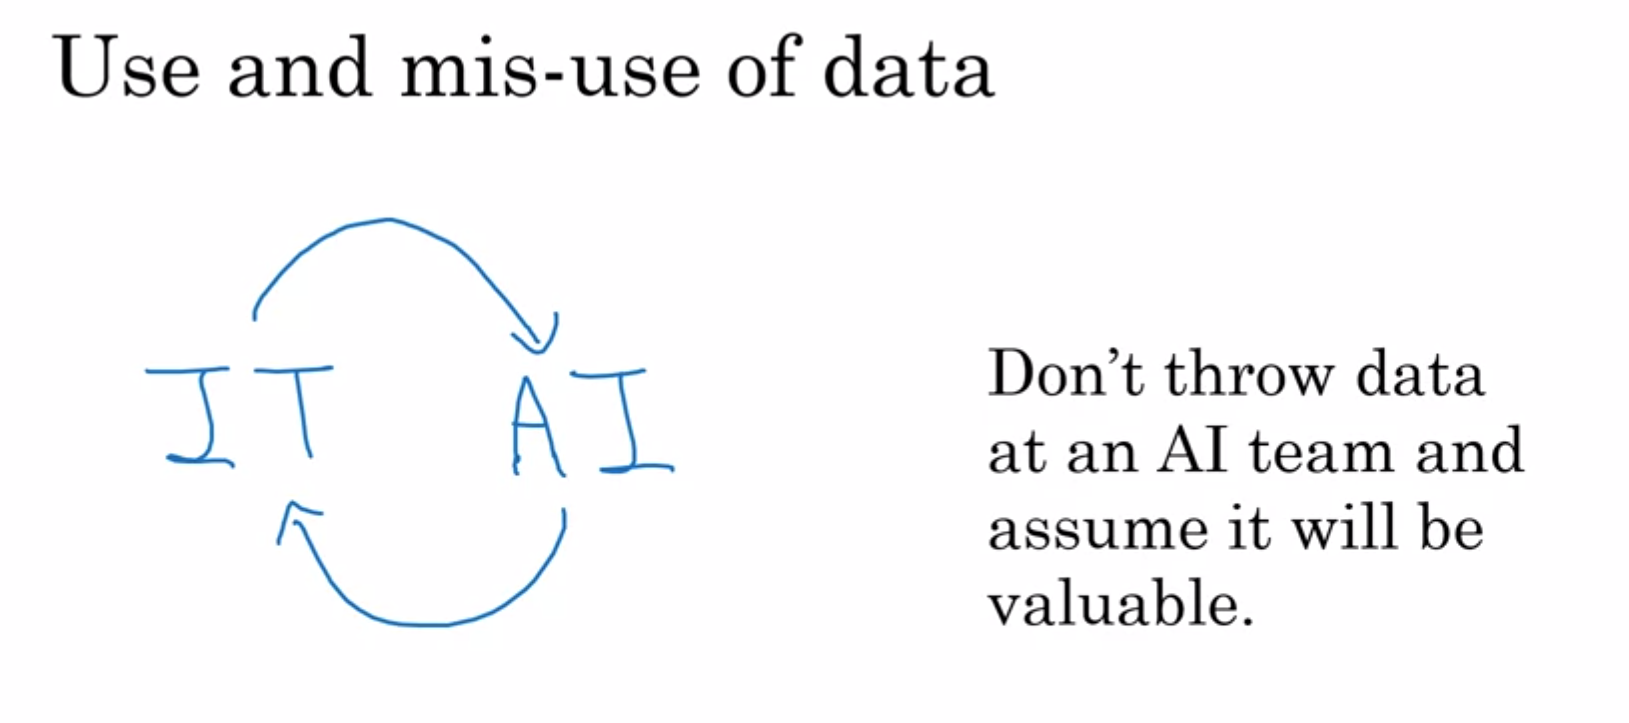 Use and mis-use of data
IT AI
Don’t throw data
at an AI team and
assume it will be
valuable.